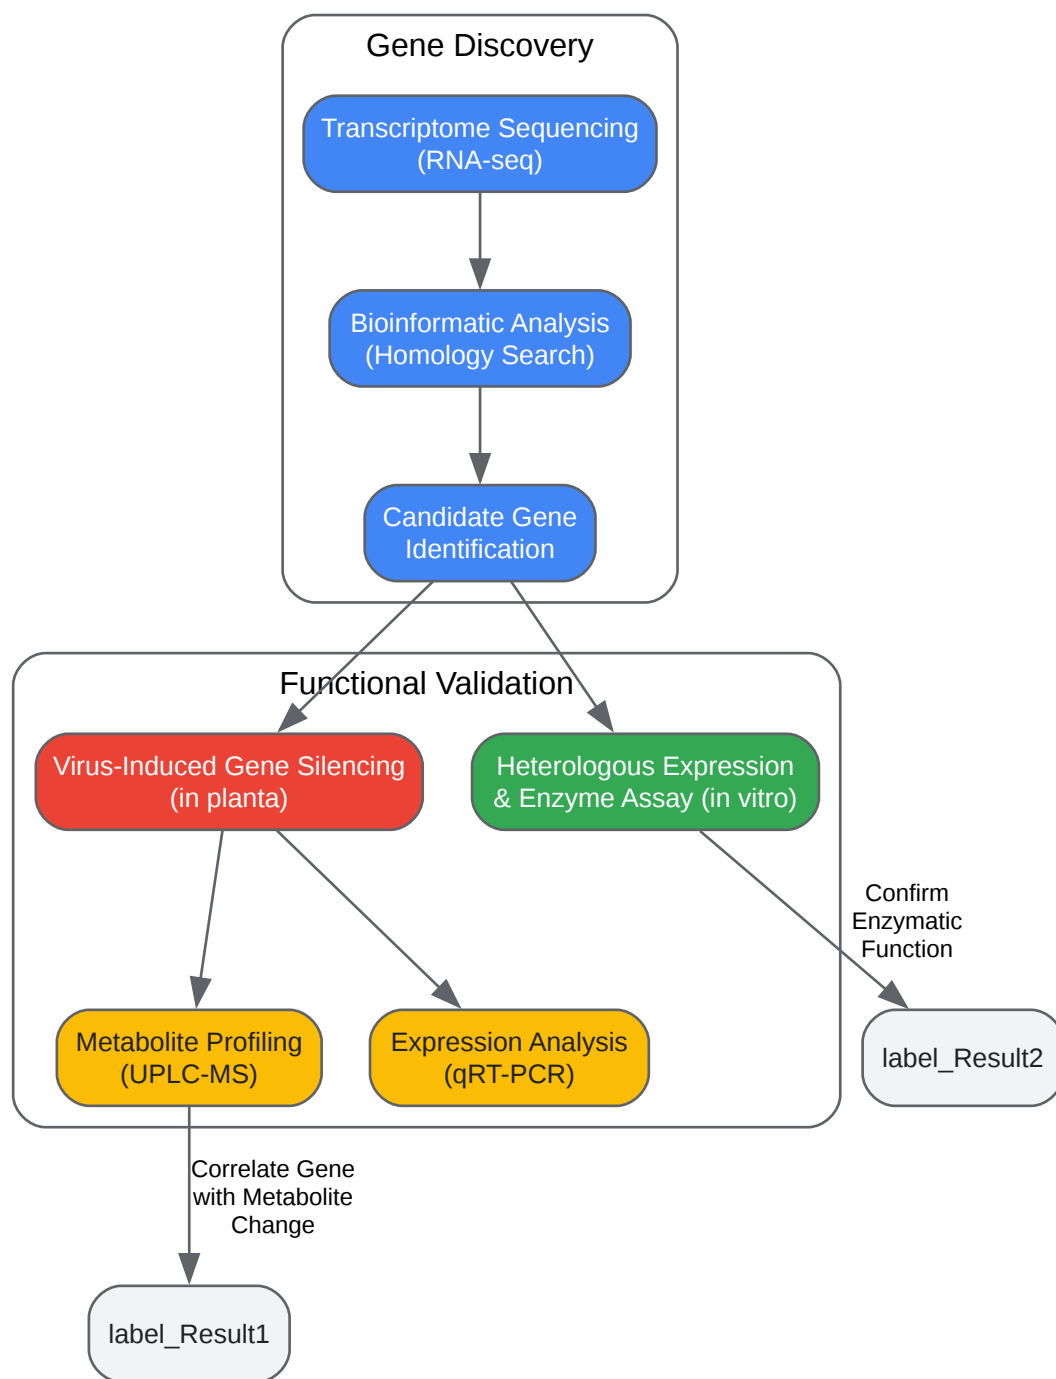 Gene Discovery
Transcriptome Sequencing
(RNA-seq)
Bioinformatic Analysis
(Homology Search)
Candidate Gene
Identification
Functional Validation
Virus-Induced Gene Silencing
(in planta)
Heterologous Expression
& Enzyme Assay (in vitro)
Confirm
Enzymatic
Function
Metabolite Profiling
(UPLC-MS)
Expression Analysis
(qRT-PCR)
label_Result2
Correlate Gene
with Metabolite
Change
label_Result1